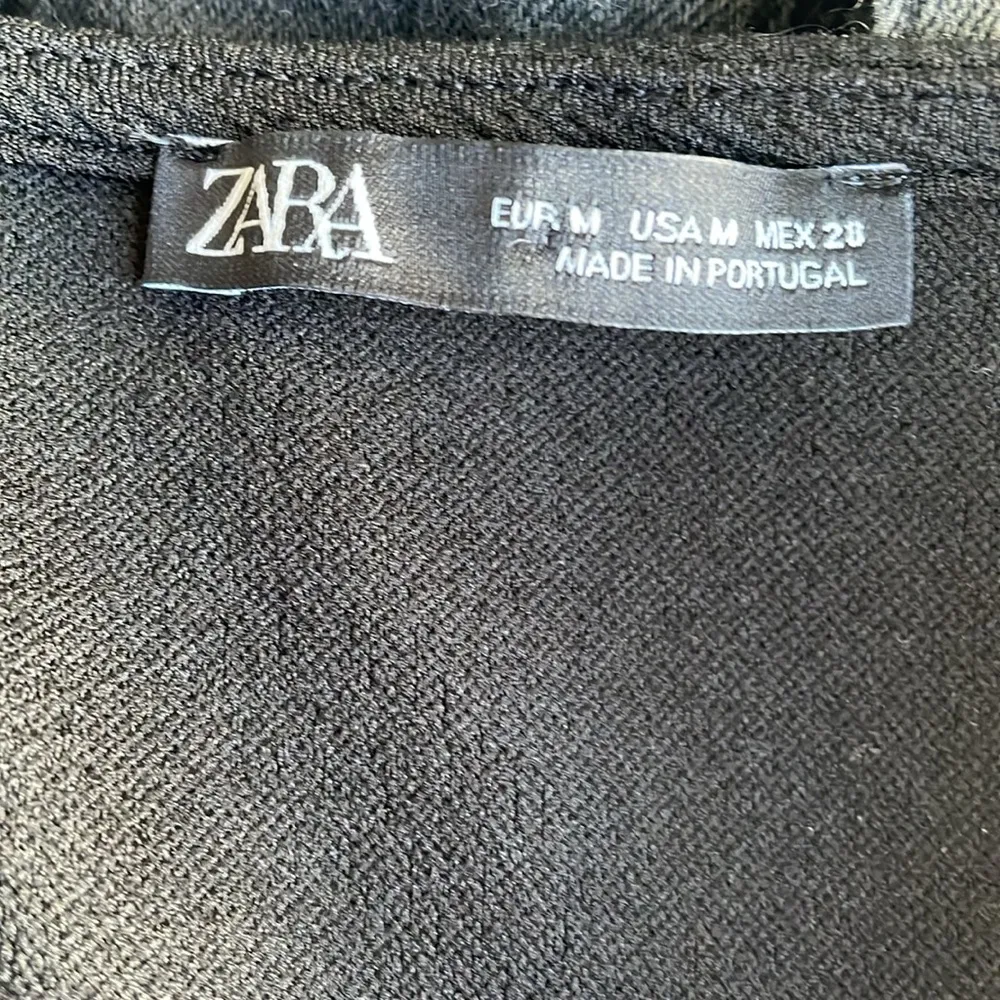 ZARA
EUR M USA M MEX 28
MADE IN PORTUGAL